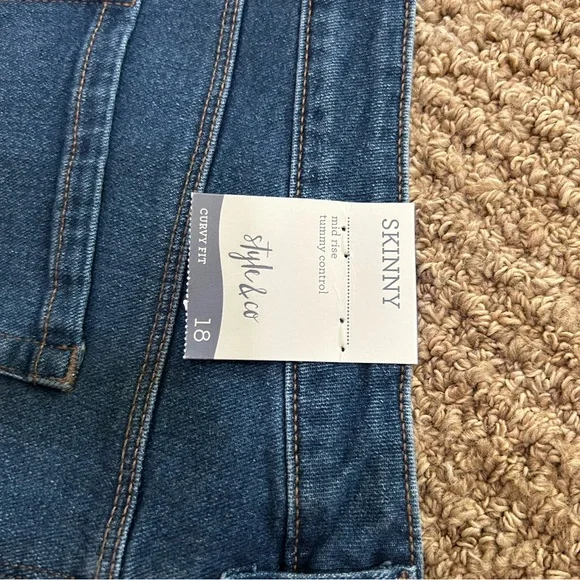 SKINNY
mid rise
tummy control
style&co
CURVY FIT 18